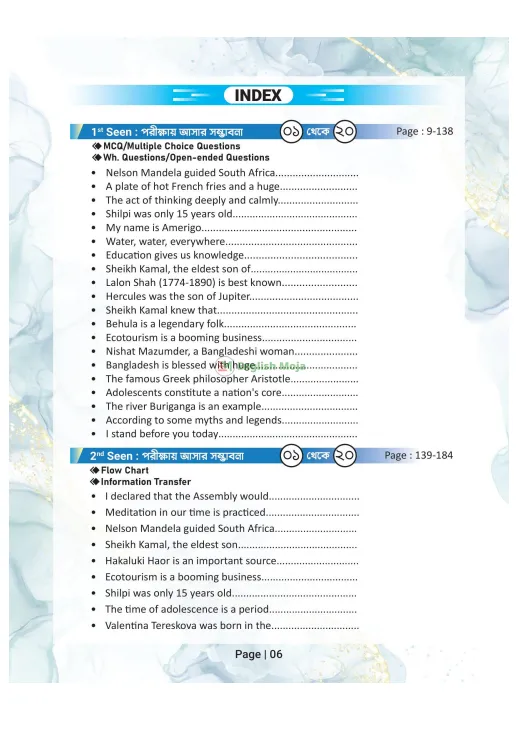 INDEX
1st Seen : পরীক্ষায় আসার সম্ভাবনা ০১ থেকে ২০ Page : 9-138
MCQ/Multiple Choice Questions
Wh. Questions/Open-ended Questions
• Nelson Mandela guided South Africa.............................
• A plate of hot French fries and a huge...........................
• The act of thinking deeply and calmly............................
• Shilpi was only 15 years old............................................
• My name is Amerigo......................................................
• Water, water, everywhere..............................................
• Education gives us knowledge........................................
• Sheikh Kamal, the eldest son of.....................................
• Lalon Shah (1774-1890) is best known..........................
• Hercules was the son of Jupiter......................................
• Sheikh Kamal knew that.................................................
• Behula is a legendary folk..............................................
• Ecotourism is a booming business.................................
• Nishat Mazumder, a Bangladeshi woman......................
• Bangladesh is blessed with huge...................................
English Moja
• The famous Greek philosopher Aristotle........................
• Adolescents constitute a nation's core...........................
• The river Buriganga is an example..................................
• According to some myths and legends...........................
• I stand before you today.................................................
2nd Seen : পরীক্ষায় আসার সম্ভাবনা ০১ থেকে ২০ Page : 139-184
Flow Chart
Information Transfer
• I declared that the Assembly would................................
• Meditation in our time is practiced.................................
• Nelson Mandela guided South Africa.............................
• Sheikh Kamal, the eldest son..........................................
• Hakaluki Haor is an important source.............................
• Ecotourism is a booming business..................................
• Shilpi was only 15 years old............................................
• The time of adolescence is a period...............................
• Valentina Tereskova was born in the...............................
Page | 06